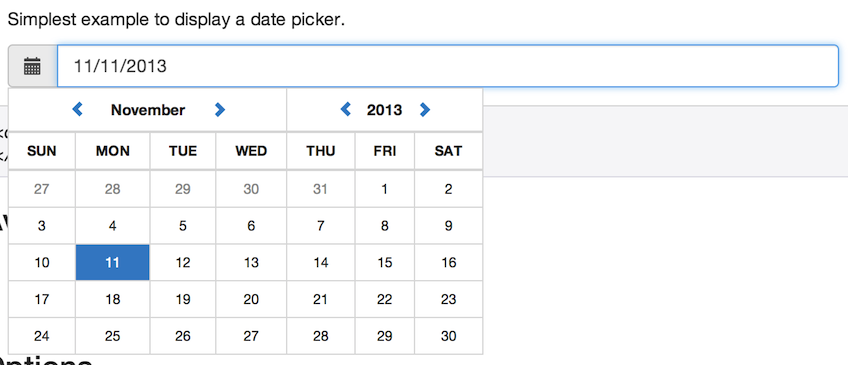 Simplest example to display a date picker.
11/11/2013
November 2013
SUN MON TUE WED THU FRI SAT
27 28 29 30 31 1 2
3 4 5 6 7 8 9
10 11 12 13 14 15 16
17 18 19 20 21 22 23
24 25 26 27 28 29 30
Options